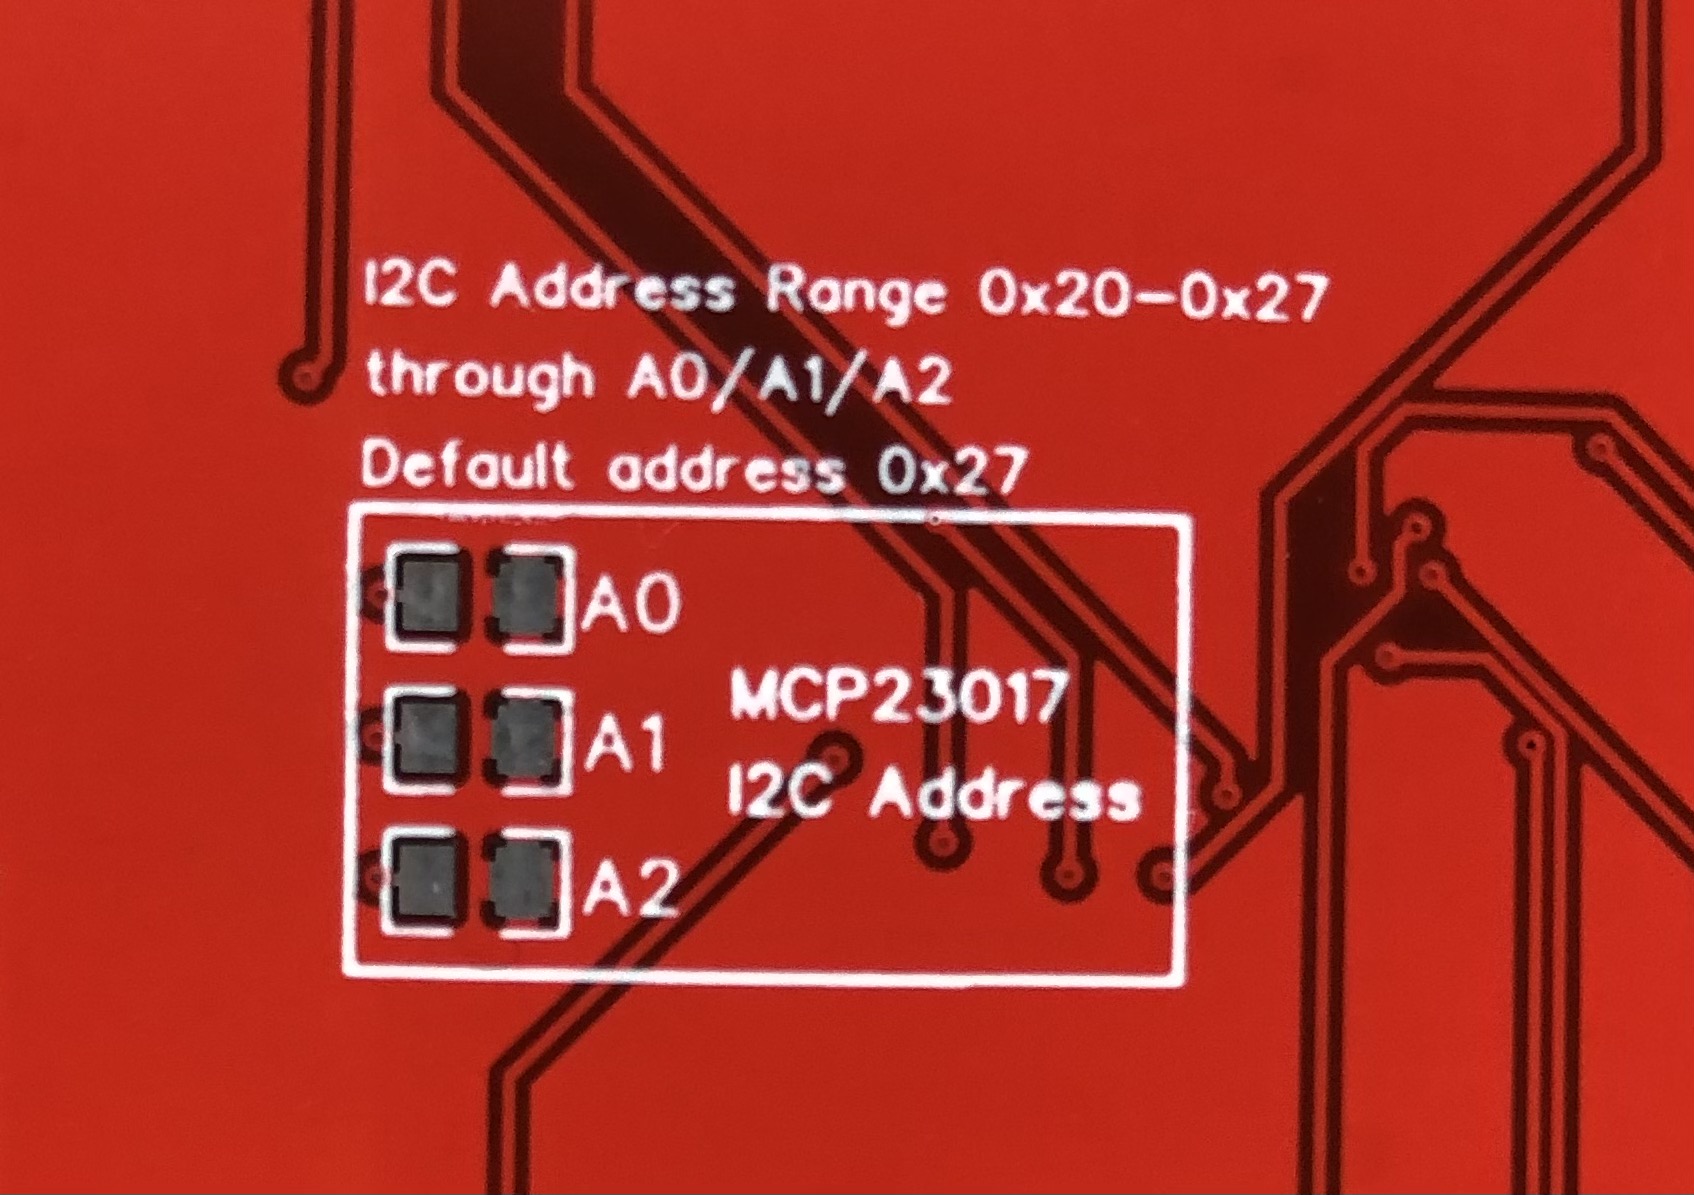 I2C Address Range 0x20-0x27
through A0/A1/A2
Default address 0x27
A0
A1
MCP23017
I2C Address
A2